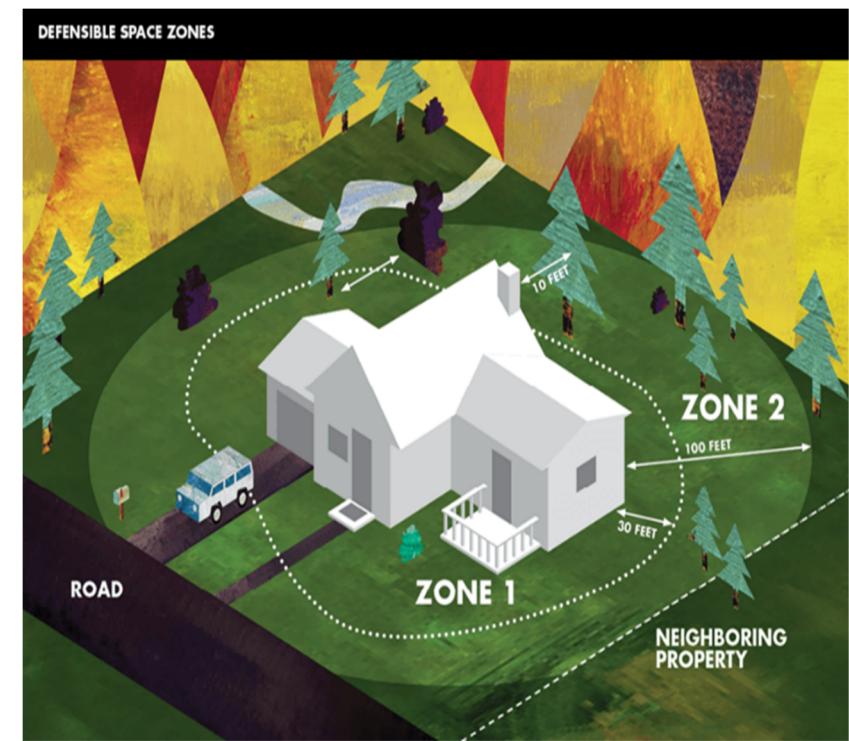 DEFENSIBLE SPACE ZONES
10 FEET
ZONE 2
100 FEET
30 FEET
ZONE 1
ROAD
NEIGHBORING
PROPERTY